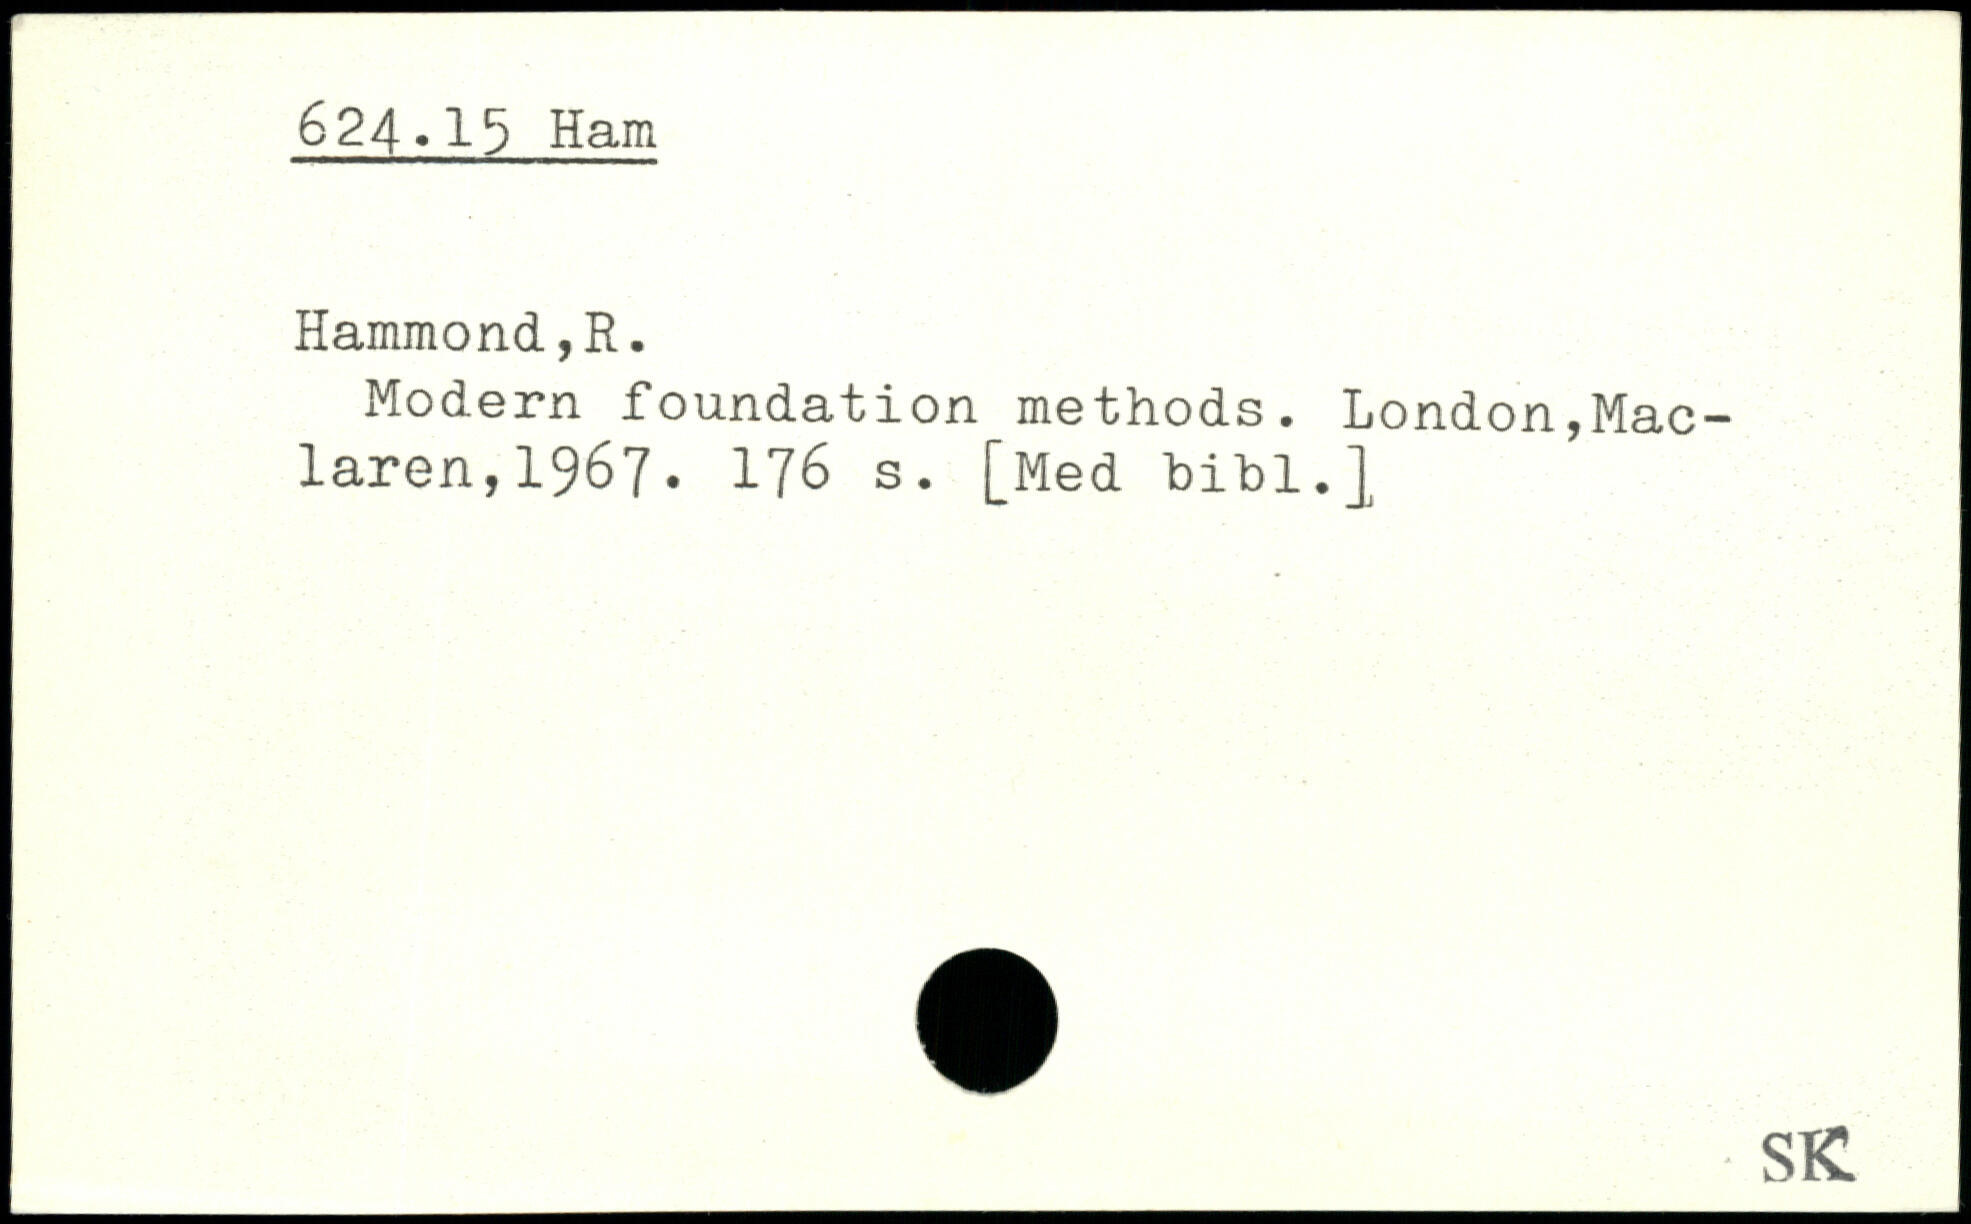 624.15 Ham
Hammond,R.
Modern foundation methods. London,Mac-
laren,1967. 176 s. [Med bibl.]
SK